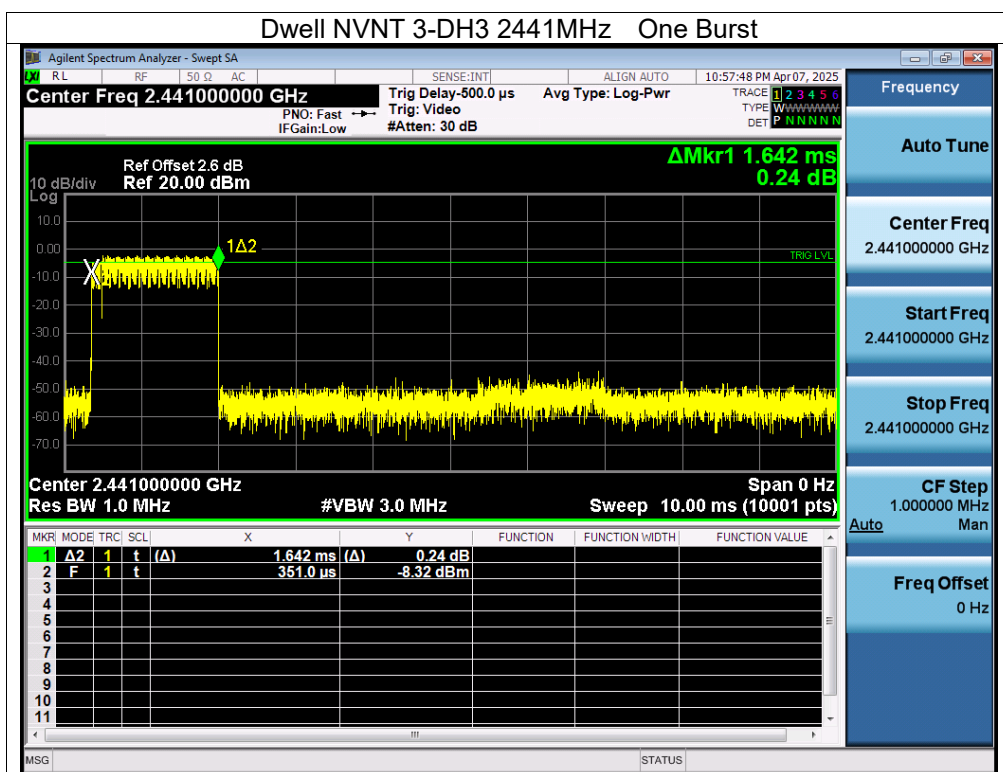 Dwell NVNT 3-DH3 2441MHz One Burst
Agilent Spectrum Analyzer - Swept SA
LXI RL RF 50 Ω AC SENSE:INT ALIGN AUTO 10:57:48 PM Apr 07, 2025
Center Freq 2.441000000 GHz
PNO: Fast
IFGain:Low
Trig Delay-500.0 µs
Trig: Video
#Atten: 30 dB
Avg Type: Log-Pwr
TRACE 1 2 3 4 5 6
TYPE WWWWWWW
DET P N N N N N
Frequency
Auto Tune
Center Freq
2.441000000 GHz
Start Freq
2.441000000 GHz
Stop Freq
2.441000000 GHz
CF Step
1.000000 MHz
Auto Man
Freq Offset
0 Hz
ΔMkr1 1.642 ms
0.24 dB
Ref Offset 2.6 dB
10 dB/div Ref 20.00 dBm
Log
10.0
0.00
-10.0
-20.0
-30.0
-40.0
-50.0
-60.0
-70.0
1Δ2
TRIG LVL
Center 2.441000000 GHz Span 0 Hz
Res BW 1.0 MHz #VBW 3.0 MHz Sweep 10.00 ms (10001 pts)
MKR MODE TRC SCL X Y FUNCTION FUNCTION WIDTH FUNCTION VALUE
1 Δ2 1 t (Δ) 1.642 ms (Δ) 0.24 dB
2 F 1 t 351.0 µs -8.32 dBm
3
4
5
6
7
8
9
10
11
MSG STATUS